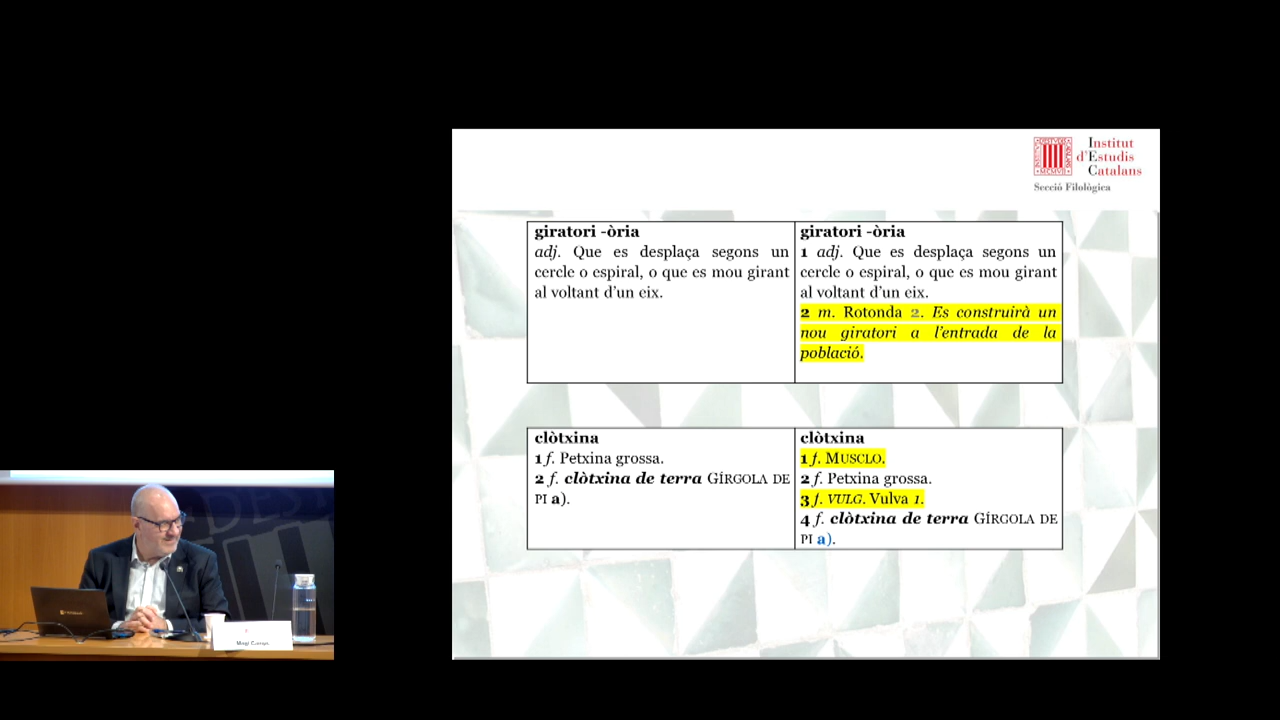 Institut
d'Estudis
Catalans
Secció Filològica
giratori -òria
adj. Que es desplaça segons un
cercle o espiral, o que es mou girant
al voltant d'un eix.
giratori -òria
1 adj. Que es desplaça segons un
cercle o espiral, o que es mou girant
al voltant d'un eix.
2 m. Rotonda 2. Es construirà un
nou giratori a l'entrada de la
població.
clòtxina
1 f. Petxina grossa.
2 f. clòtxina de terra GÍRGOLA DE
PI a).
clòtxina
1 f. MUSCLO.
2 f. Petxina grossa.
3 f. VULG. Vulva 1.
4 f. clòtxina de terra GÍRGOLA DE
PI a).
Magí Camps